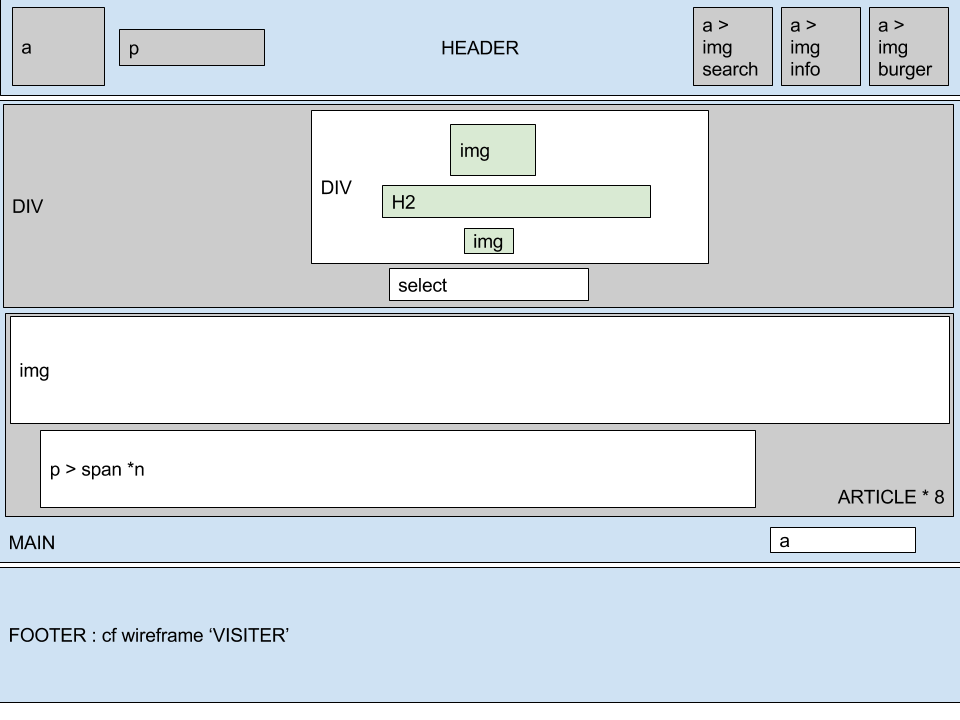 a
p
HEADER
a >
img
search
a >
img
info
a >
img
burger
DIV
DIV
img
H2
img
select
img
p > span *n
ARTICLE * 8
MAIN
a
FOOTER : cf wireframe ‘VISITER’